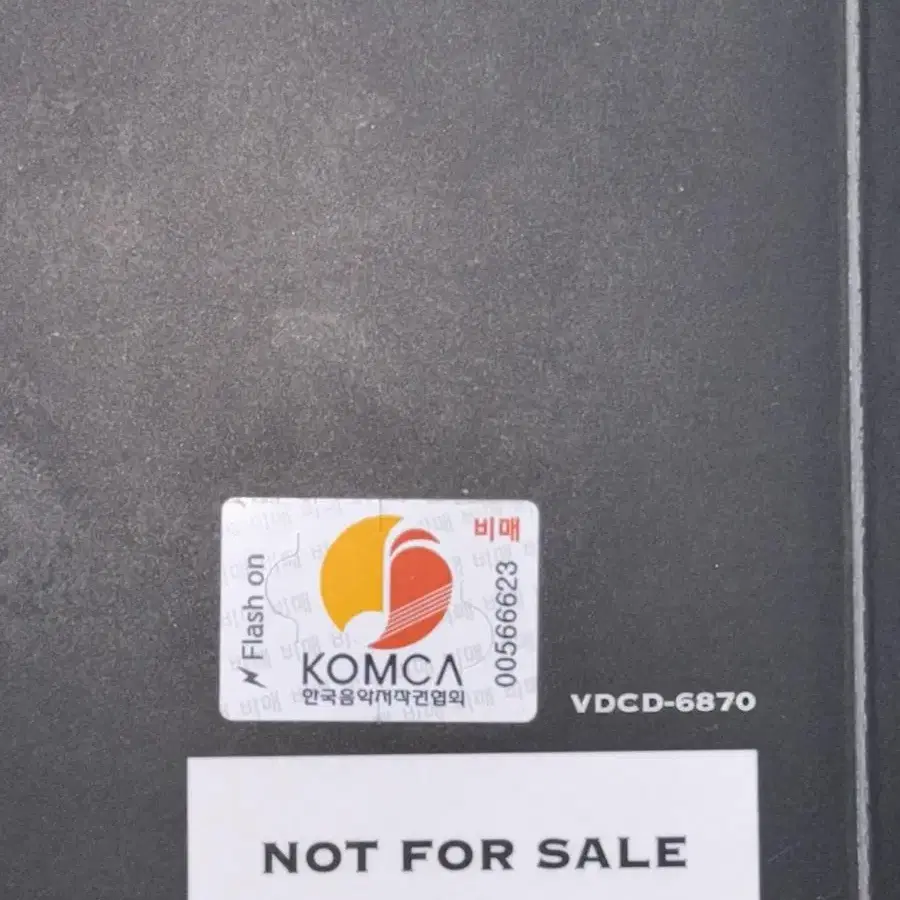 비매
Flash on
00566623
KOMCA
한국음악저작권협회
VDCD-6870
NOT FOR SALE